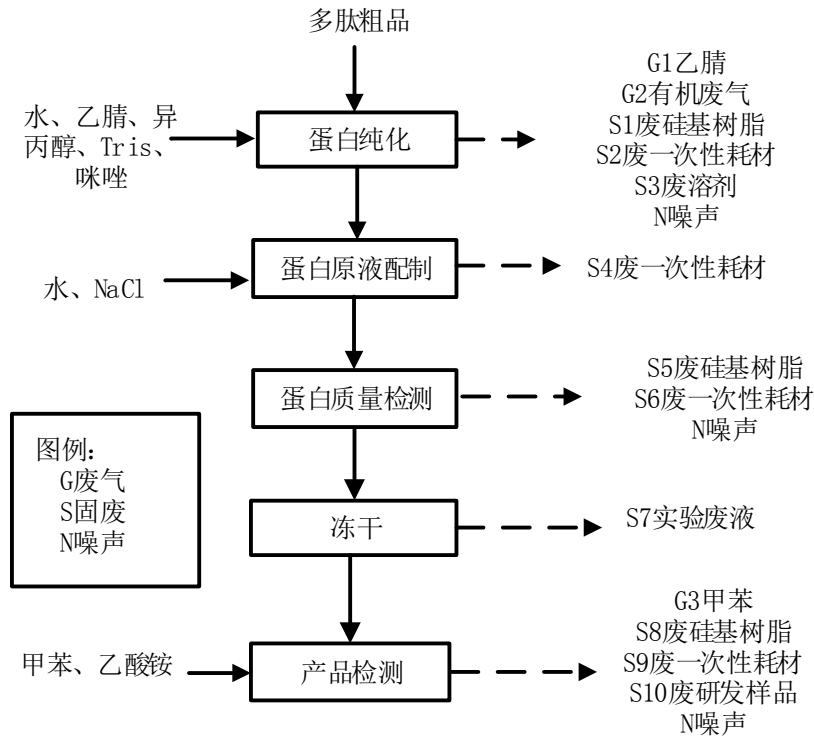 多肽粗品
水、乙腈、异
丙醇、Tris、
咪唑
蛋白纯化
G1乙腈
G2有机废气
S1废硅基树脂
S2废一次性耗材
S3废溶剂
N噪声
水、NaCl
蛋白原液配制
S4废一次性耗材
蛋白质量检测
S5废硅基树脂
S6废一次性耗材
N噪声
图例:
G废气
S固废
N噪声
冻干
S7实验废液
甲苯、乙酸铵
产品检测
G3甲苯
S8废硅基树脂
S9废一次性耗材
S10废研发样品
N噪声